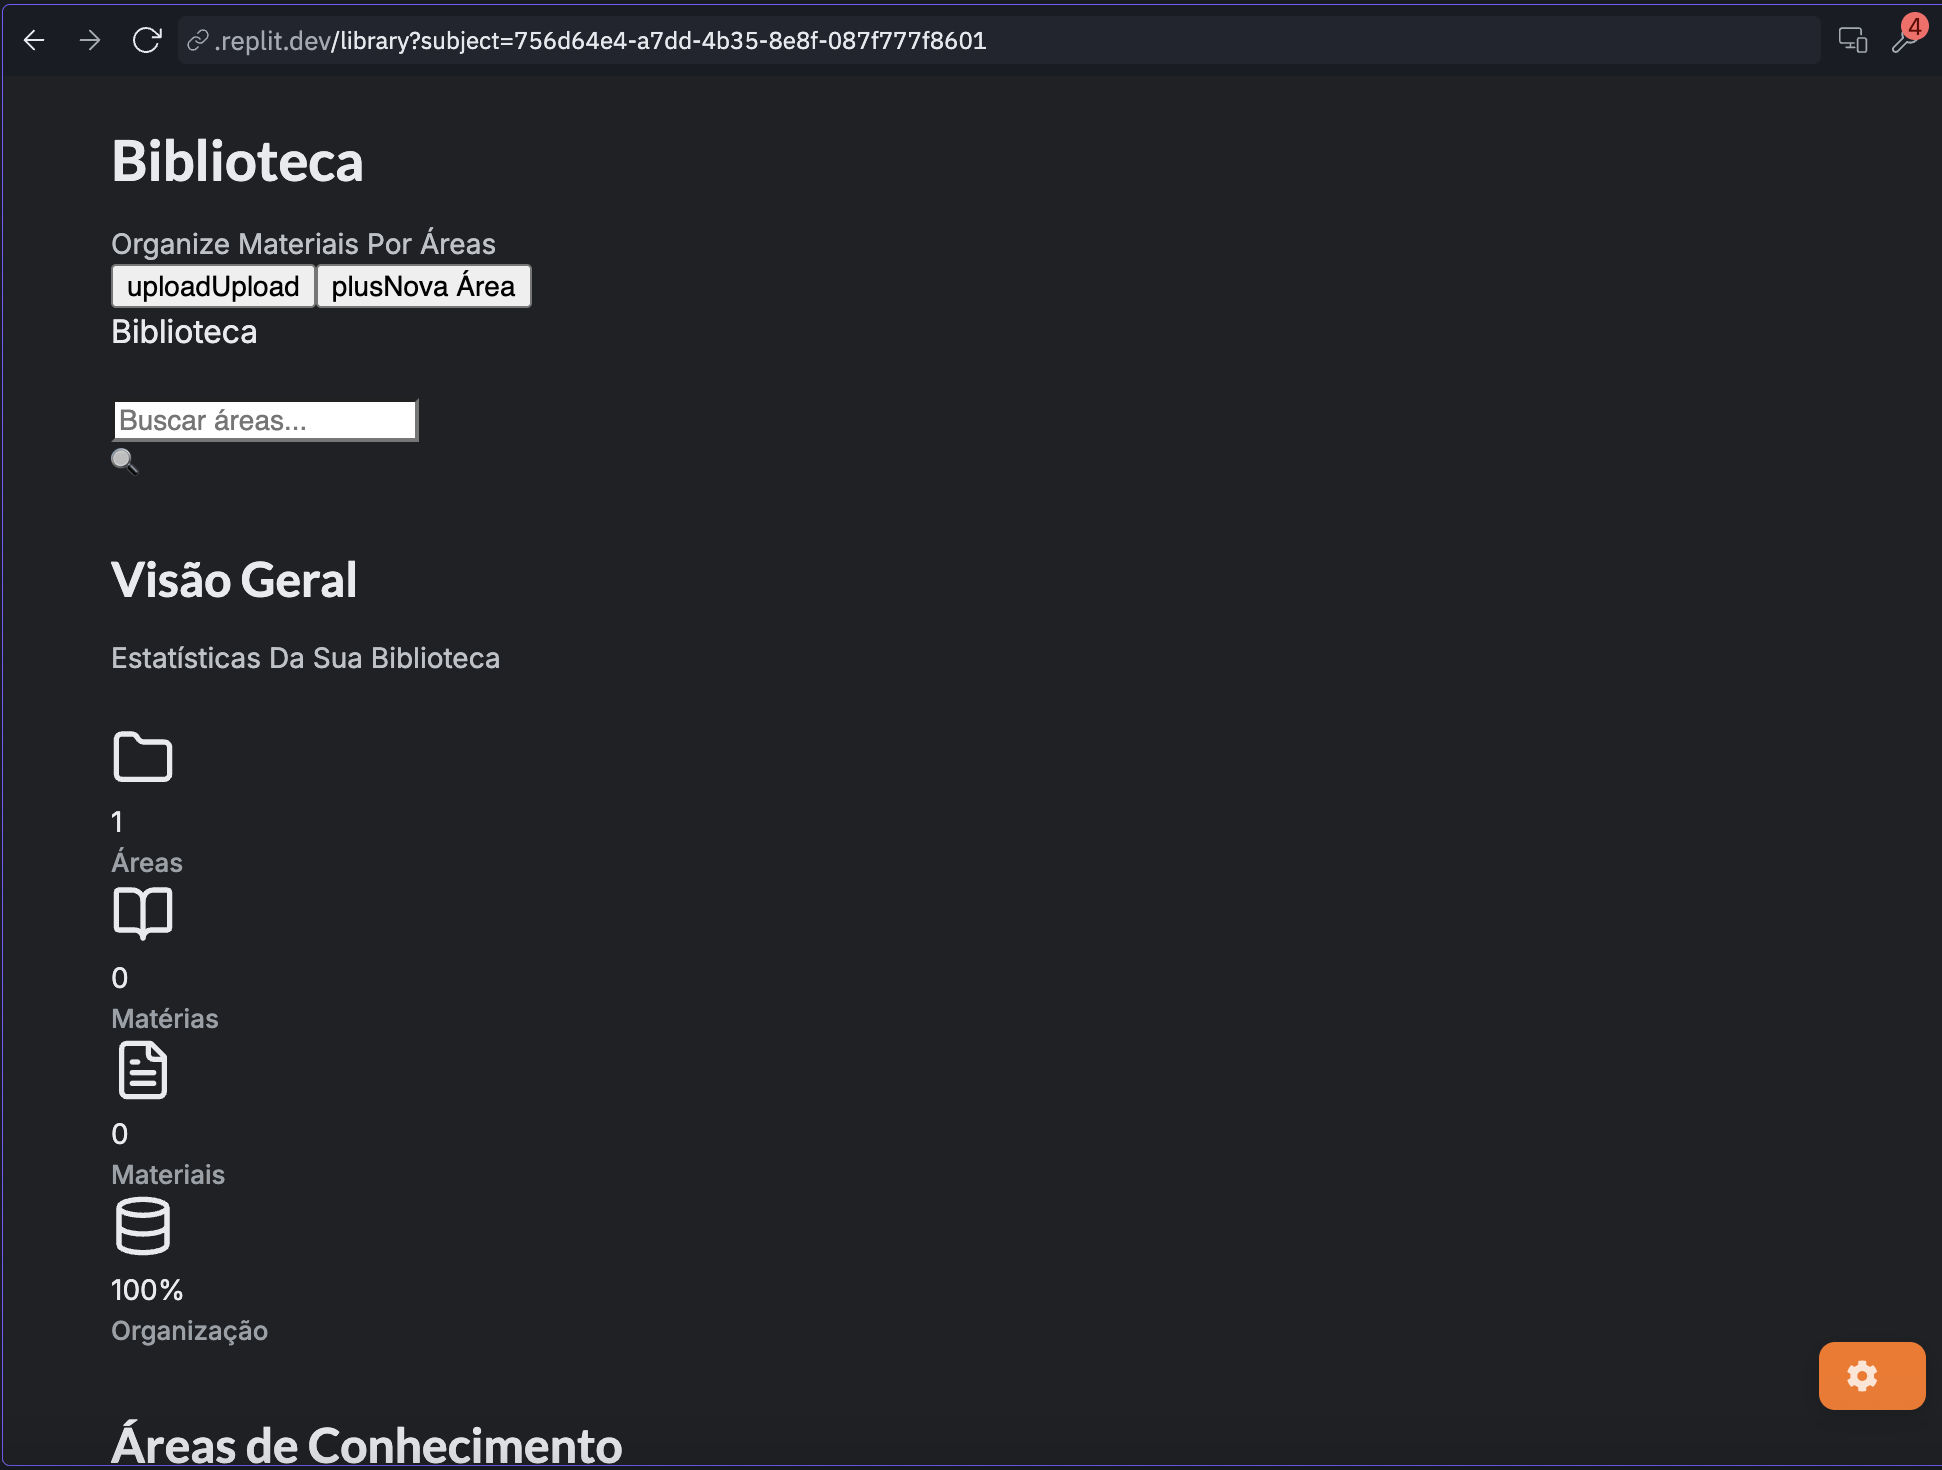 .replit.dev/library?subject=756d64e4-a7dd-4b35-8e8f-087f777f8601
4
Biblioteca
Organize Materiais Por Áreas
uploadUpload plusNova Área
Biblioteca
Buscar áreas...
Visão Geral
Estatísticas Da Sua Biblioteca
1
Áreas
0
Matérias
0
Materiais
100%
Organização
Áreas de Conhecimento